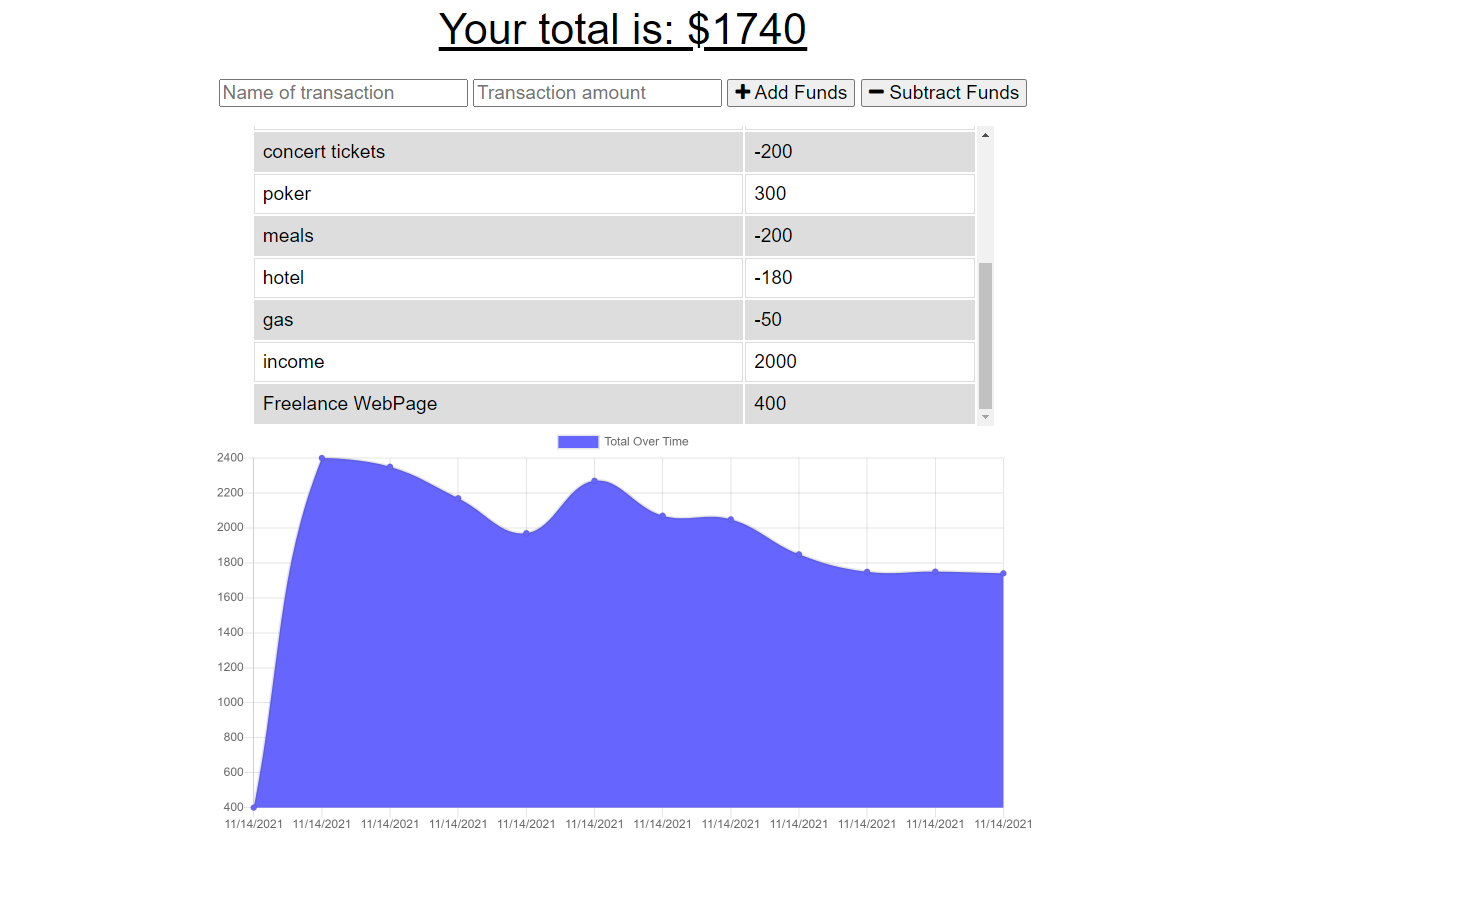 Your total is: $1740
Name of transaction Transaction amount Add Funds Subtract Funds
concert tickets -200
poker 300
meals -200
hotel -180
gas -50
income 2000
Freelance WebPage 400
Total Over Time
2400
2200
2000
1800
1600
1400
1200
1000
800
600
400
11/14/2021 11/14/2021 11/14/2021 11/14/2021 11/14/2021 11/14/2021 11/14/2021 11/14/2021 11/14/2021 11/14/2021 11/14/2021 11/14/2021